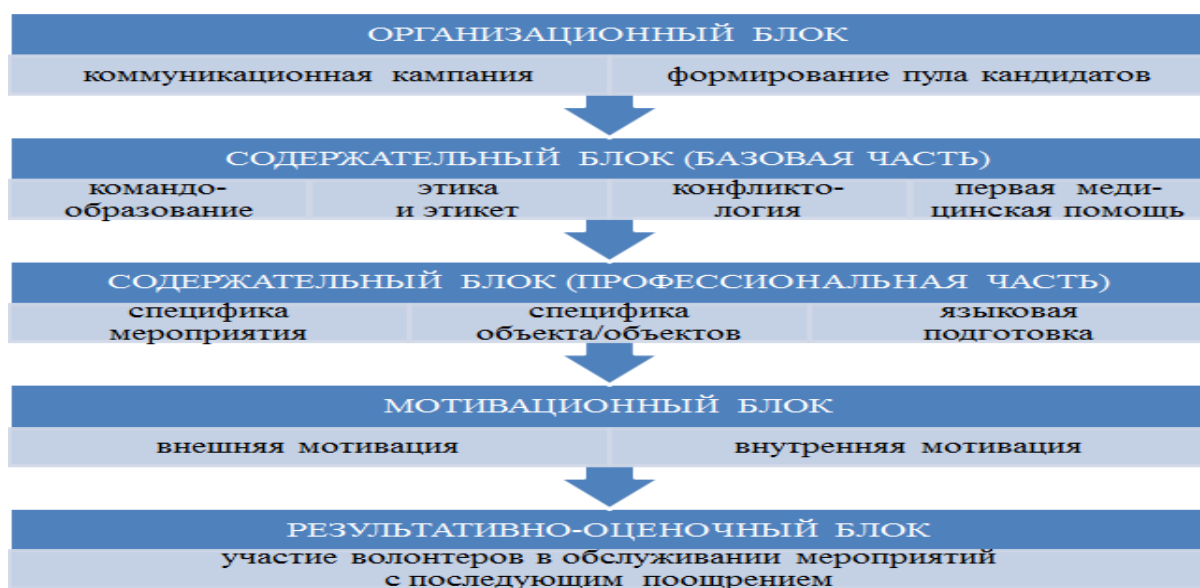 ОРГАНИЗАЦИОННЫЙ БЛОК
коммуникационная кампания
формирование пула кандидатов
СОДЕРЖАТЕЛЬНЫЙ БЛОК (БАЗОВАЯ ЧАСТЬ)
командо-
образование
этика
и этикет
конфликто-
логия
первая меди-
цинская помощь
СОДЕРЖАТЕЛЬНЫЙ БЛОК (ПРОФЕССИОНАЛЬНАЯ ЧАСТЬ)
специфика
мероприятия
специфика
объекта/объектов
языковая
подготовка
МОТИВАЦИОННЫЙ БЛОК
внешняя мотивация
внутренняя мотивация
РЕЗУЛЬТАТИВНО-ОЦЕНОЧНЫЙ БЛОК
участие волонтеров в обслуживании мероприятий
с последующим поощрением